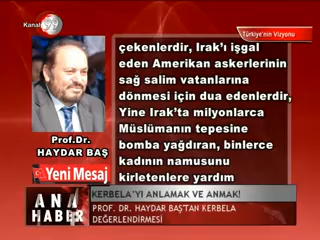 Kanal 99
Türkiye'nin Vizyonu
çekenlerdir, Irak'ı işgal
eden Amerikan askerlerinin
sağ salim vatanlarına
dönmesi için dua edenlerdir,
Yine Irak'ta milyonlarca
Müslümanın tepesine
bomba yağdıran, binlerce
kadının namusunu
kirletenlere yardım
Prof.Dr.
HAYDAR BAŞ
Yeni Mesaj
ANA
HABER
KERBELA'YI ANLAMAK VE ANMAK!
PROF. DR. HAYDAR BAŞ'TAN KERBELA
DEĞERLENDİRMESİ